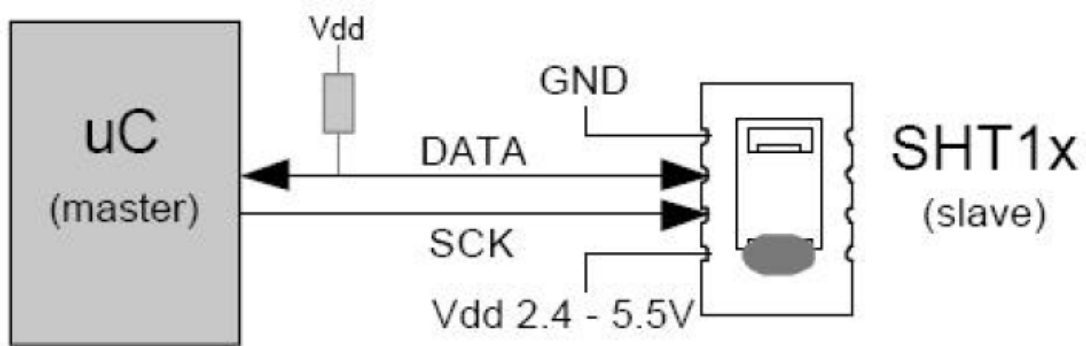 Vdd
uC
(master)
DATA
SCK
GND
Vdd 2.4 - 5.5V
SHT1x
(slave)